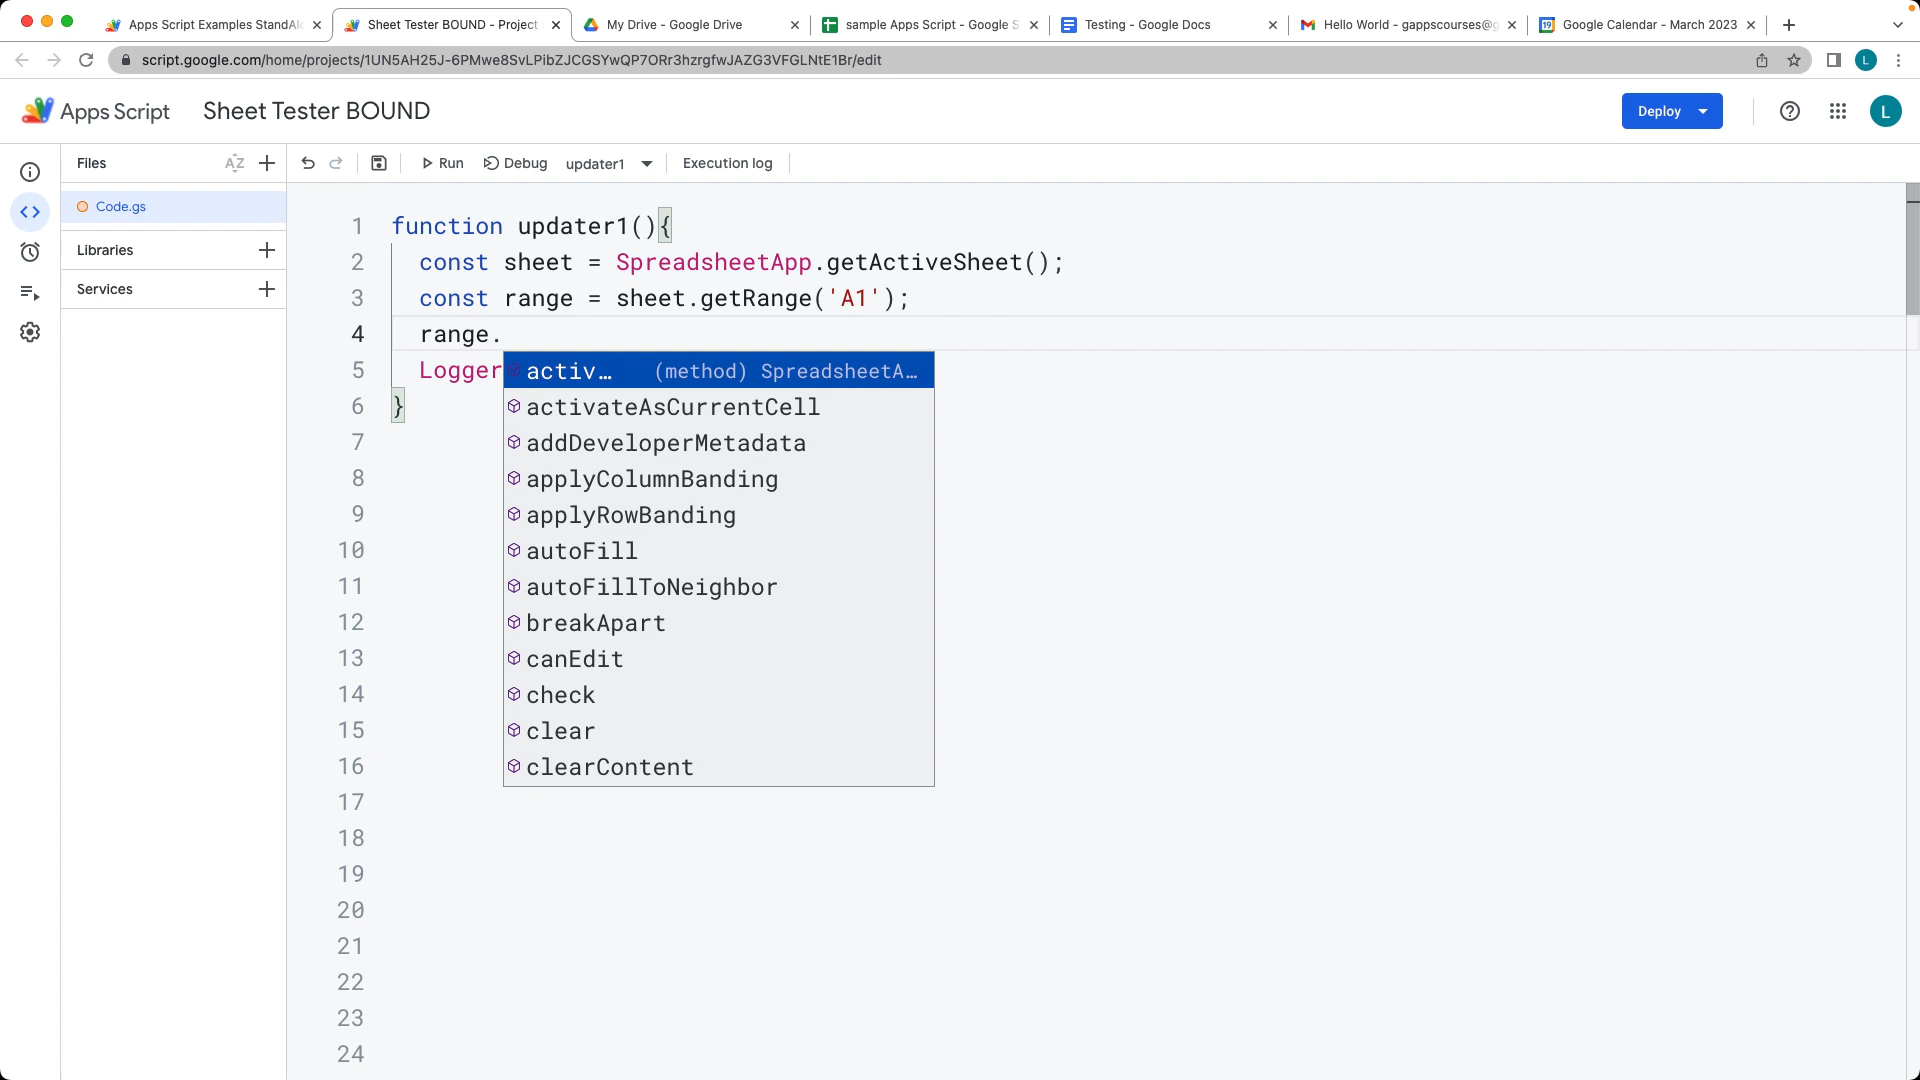 Apps Script Examples StandAl
Sheet Tester BOUND - Project
My Drive - Google Drive
sample Apps Script - Google S
Testing - Google Docs
Hello World - gappscourses@g
19
Google Calendar - March 2023
script.google.com/home/projects/1UN5AH25J-6PMwe8SvLPibZJCGSYwQP7ORr3hzrgfwJAZG3VFGLNtE1Br/edit
L
Apps Script
Sheet Tester BOUND
Deploy
L
Files
AZ
Run
Debug
updater1
Execution log
Code.gs
Libraries
Services
1 function updater1(){
2 const sheet = SpreadsheetApp.getActiveSheet();
3 const range = sheet.getRange('A1');
4 range.
5 Logger
6 }
7
8
9
10
11
12
13
14
15
16
17
18
19
20
21
22
23
24
activ… (method) SpreadsheetA…
activateAsCurrentCell
addDeveloperMetadata
applyColumnBanding
applyRowBanding
autoFill
autoFillToNeighbor
breakApart
canEdit
check
clear
clearContent